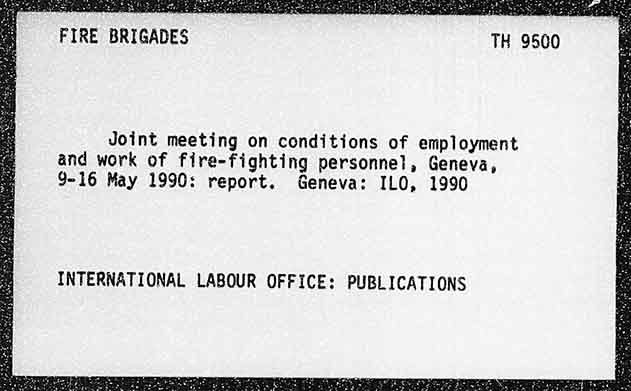 FIRE BRIGADES TH 9500
Joint meeting on conditions of employment
and work of fire-fighting personnel, Geneva,
9-16 May 1990: report. Geneva: ILO, 1990
INTERNATIONAL LABOUR OFFICE: PUBLICATIONS